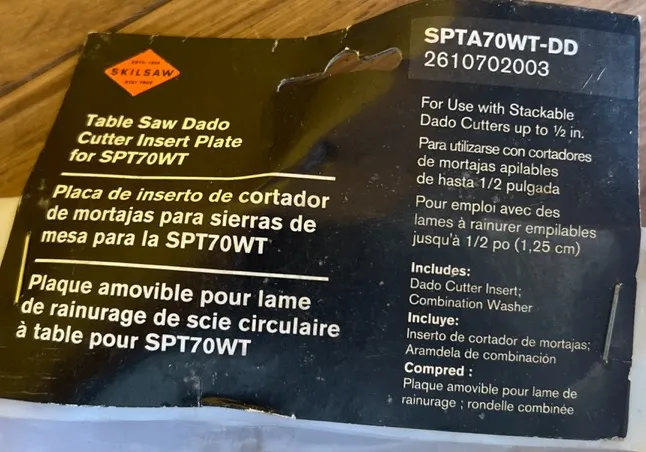 SKILSAW
Table Saw Dado
Cutter Insert Plate
for SPT70WT
Placa de inserto de cortador
de mortajas para sierras de
mesa para la SPT70WT
Plaque amovible pour lame
de rainurage de scie circulaire
à table pour SPT70WT
SPTA70WT-DD
2610702003
For Use with Stackable
Dado Cutters up to ½ in.
Para utilizarse con cortadores
de mortajas apilables
de hasta 1/2 pulgada
Pour emploi avec des
lames à rainurer empilables
jusqu'à 1/2 po (1,25 cm)
Includes:
Dado Cutter Insert;
Combination Washer
Incluye:
Inserto de cortador de mortajas;
Aramdela de combinación
Compred :
Plaque amovible pour lame de
rainurage ; rondelle combinée